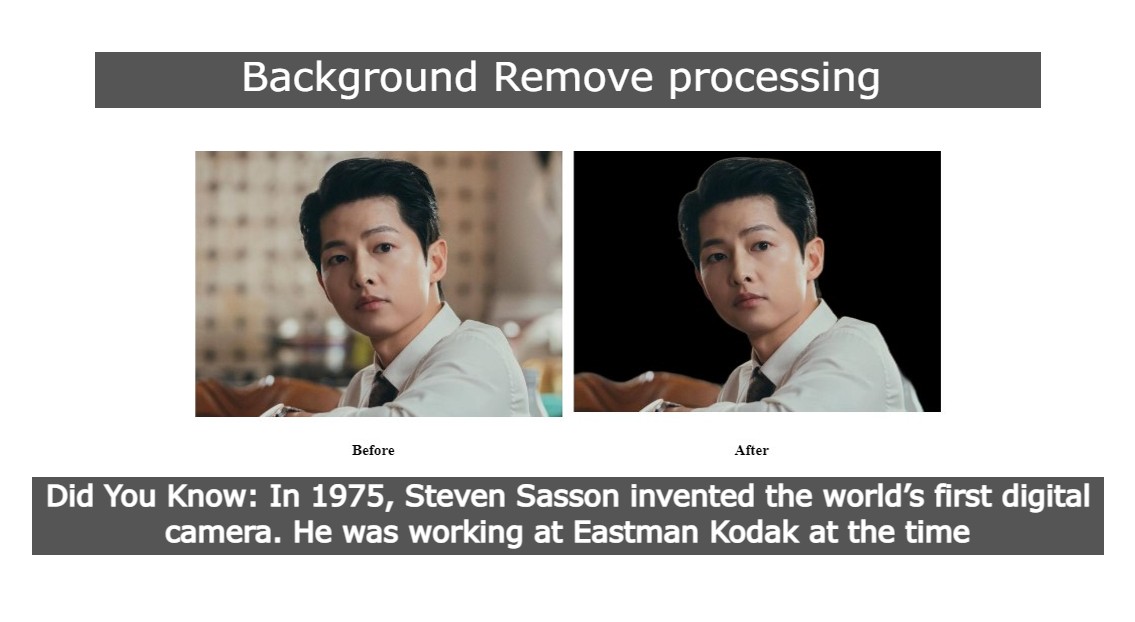 Background Remove processing
Before
After
Did You Know: In 1975, Steven Sasson invented the world’s first digital
camera. He was working at Eastman Kodak at the time